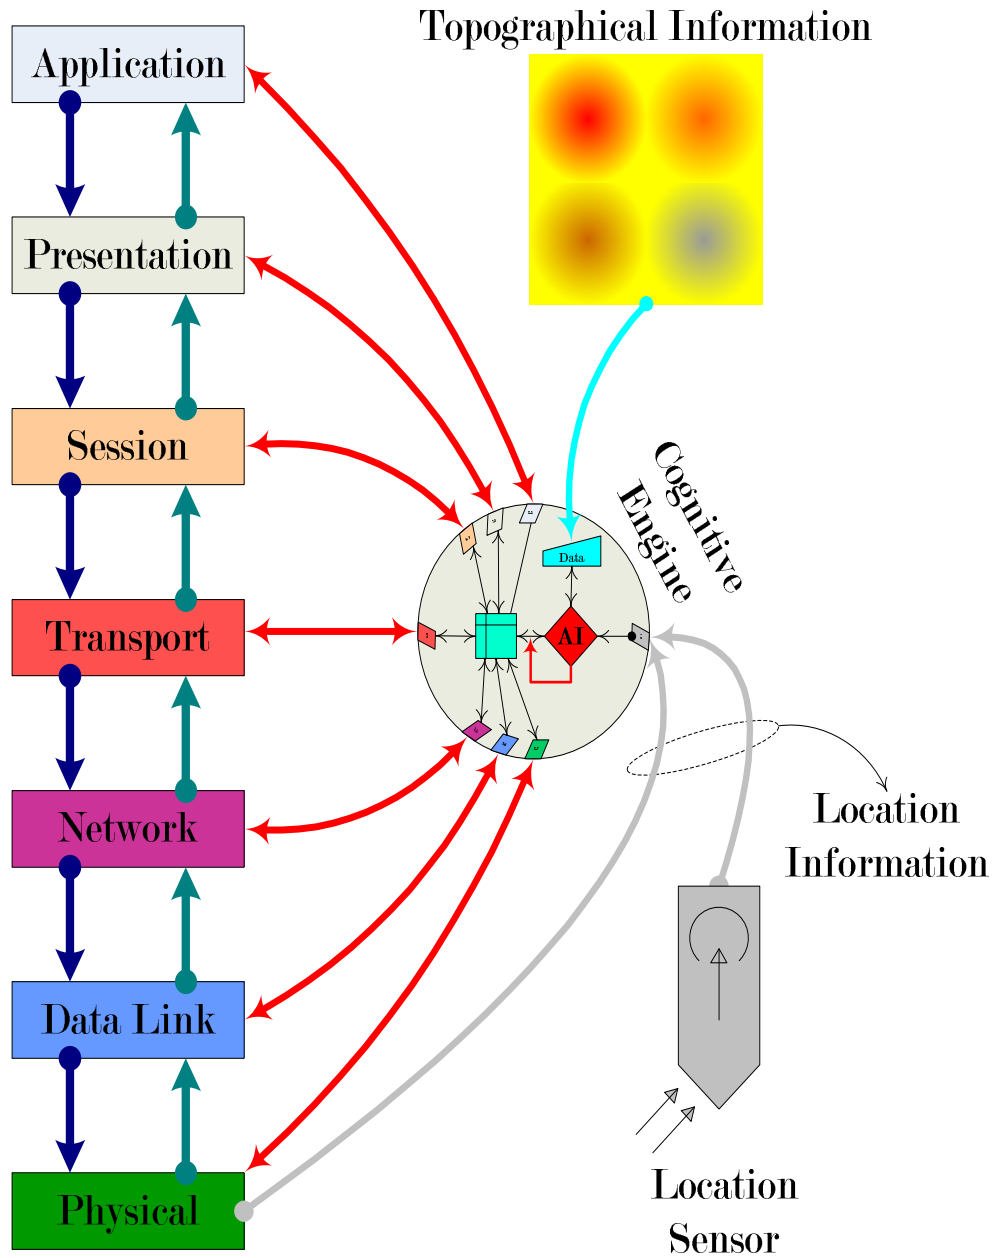 Topographical Information
Application
Presentation
Session
Cognitive
Engine
Data
Transport
AI
Network
Location
Information
Data Link
Physical
Location
Sensor